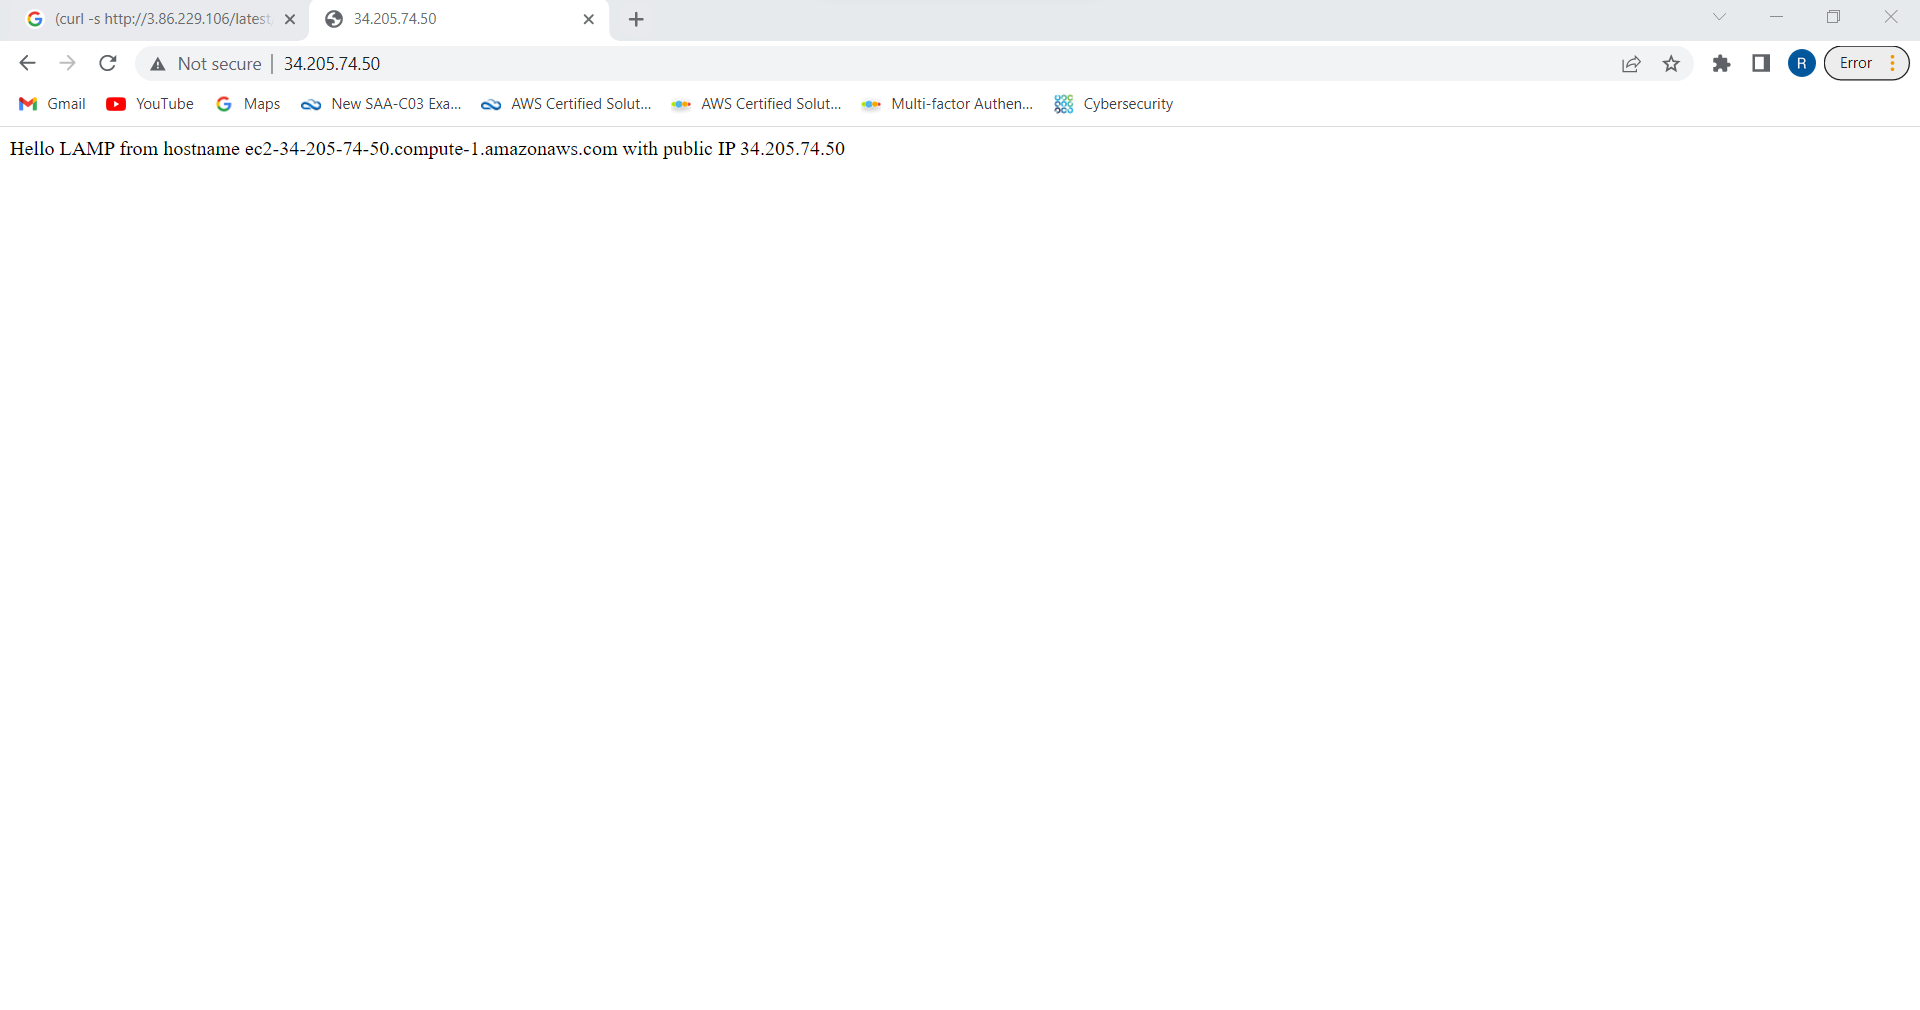 (curl -s http://3.86.229.106/latest
34.205.74.50
Not secure | 34.205.74.50
R
Error
Gmail
YouTube
Maps
New SAA-C03 Exa...
AWS Certified Solut...
AWS Certified Solut...
Multi-factor Authen...
Cybersecurity
Hello LAMP from hostname ec2-34-205-74-50.compute-1.amazonaws.com with public IP 34.205.74.50